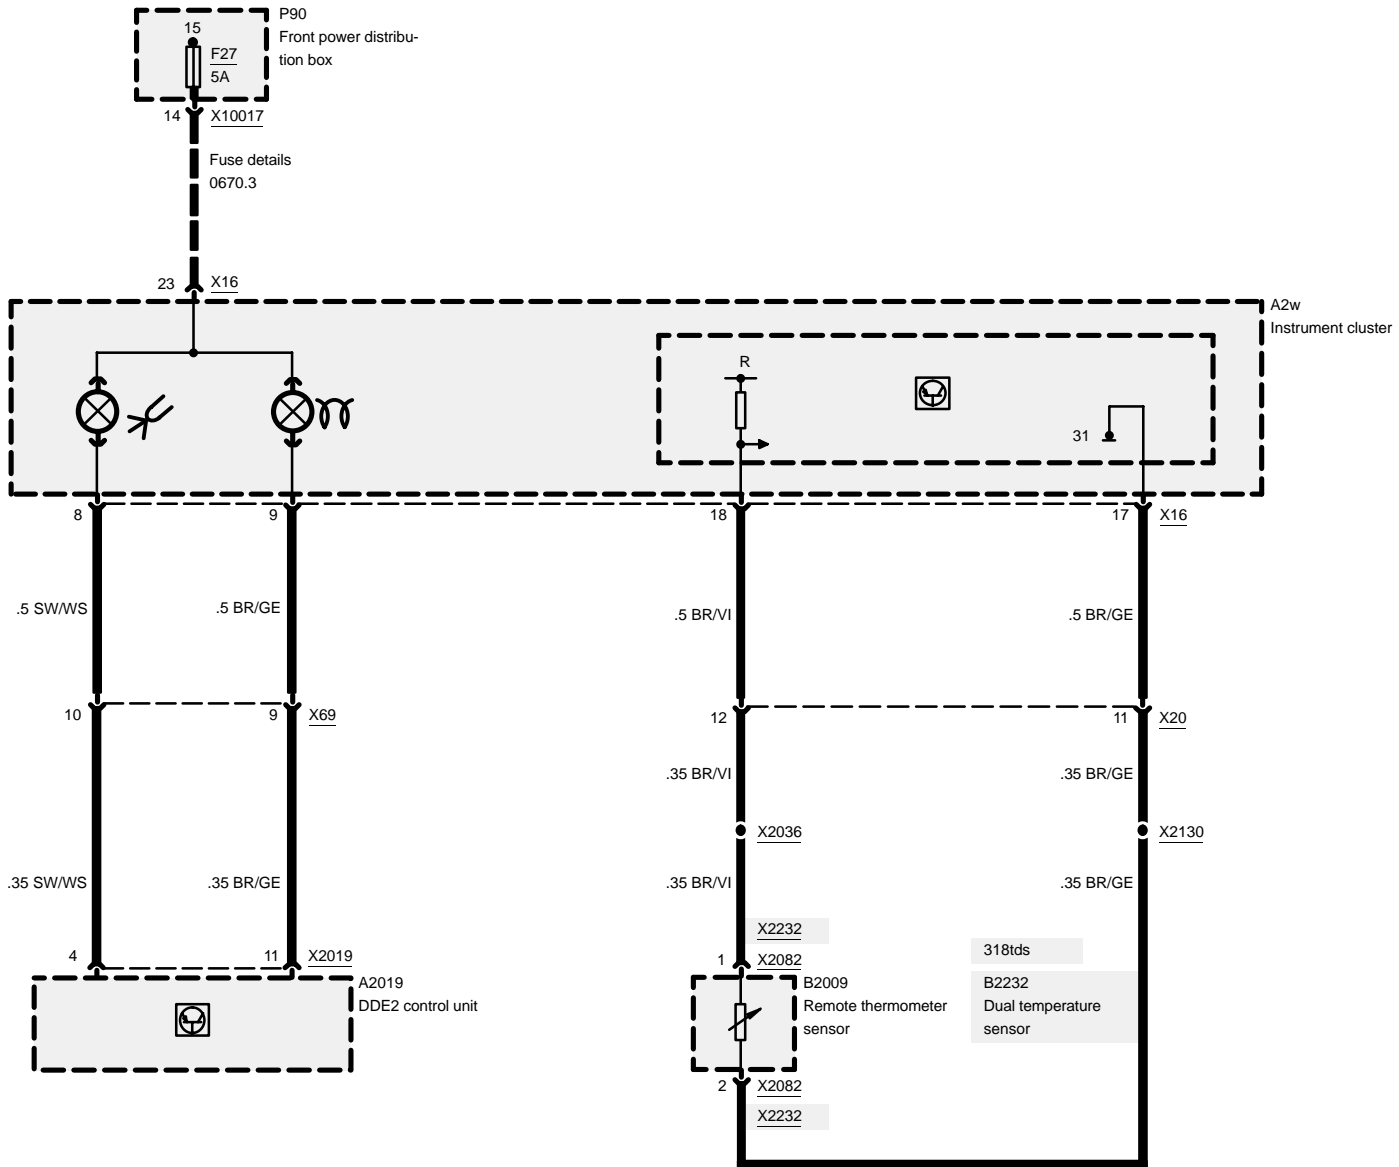 P90
15
Front power distribu-
F27
tion box
5A
14
X10017
Fuse details
0670.3
23
X16
A2w
Instrument cluster
R
31
8
9
18
17
X16
.5 SW/WS
.5 BR/GE
.5 BR/VI
.5 BR/GE
10
9
X69
12
11
X20
.35 BR/VI
.35 BR/GE
X2036
X2130
.35 SW/WS
.35 BR/GE
.35 BR/VI
.35 BR/GE
X2232
318tds
4
11
X2019
1
X2082
A2019
DDE2 control unit
B2009
Remote thermometer
sensor
B2232
Dual temperature
sensor
2
X2082
X2232